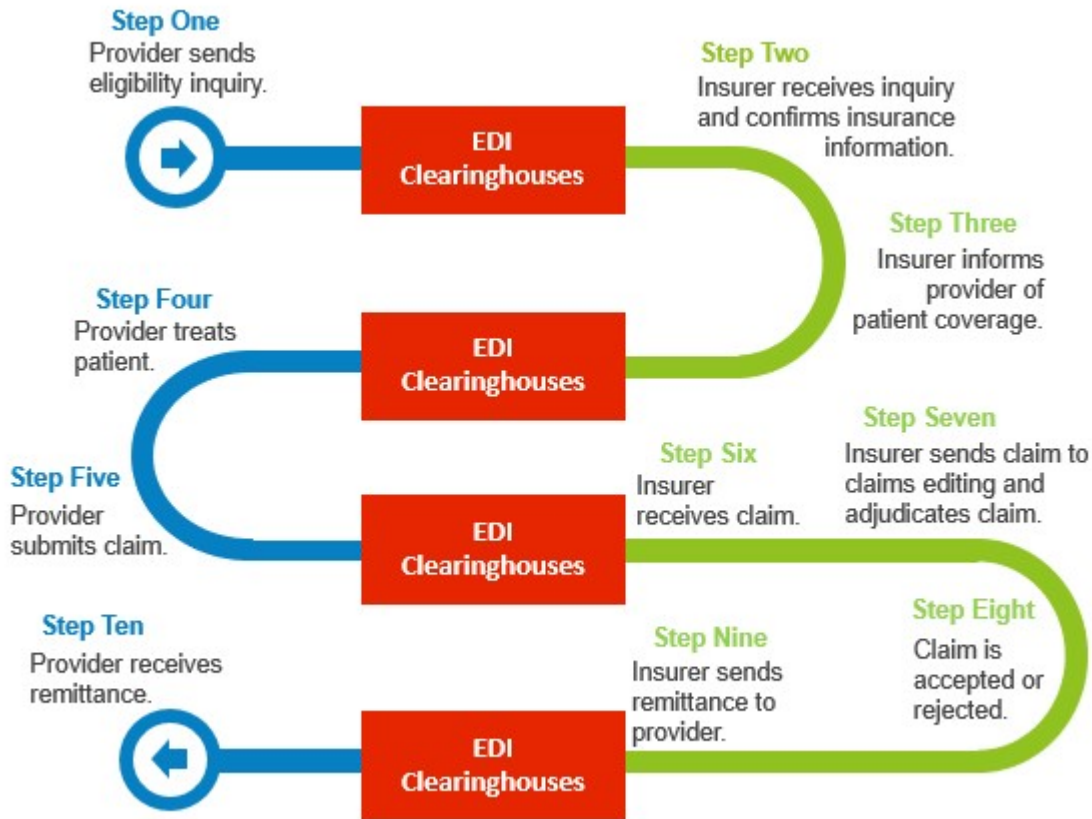 Step One
Provider sends
eligibility inquiry.
EDI
Clearinghouses
Step Two
Insurer receives inquiry
and confirms insurance
information.
Step Three
Insurer informs
provider of
patient coverage.
EDI
Clearinghouses
Step Four
Provider treats
patient.
Step Five
Provider
submits claim.
EDI
Clearinghouses
Step Six
Insurer
receives claim.
Step Seven
Insurer sends claim to
claims editing and
adjudicates claim.
Step Eight
Claim is
accepted or
rejected.
Step Nine
Insurer sends
remittance to
provider.
EDI
Clearinghouses
Step Ten
Provider receives
remittance.